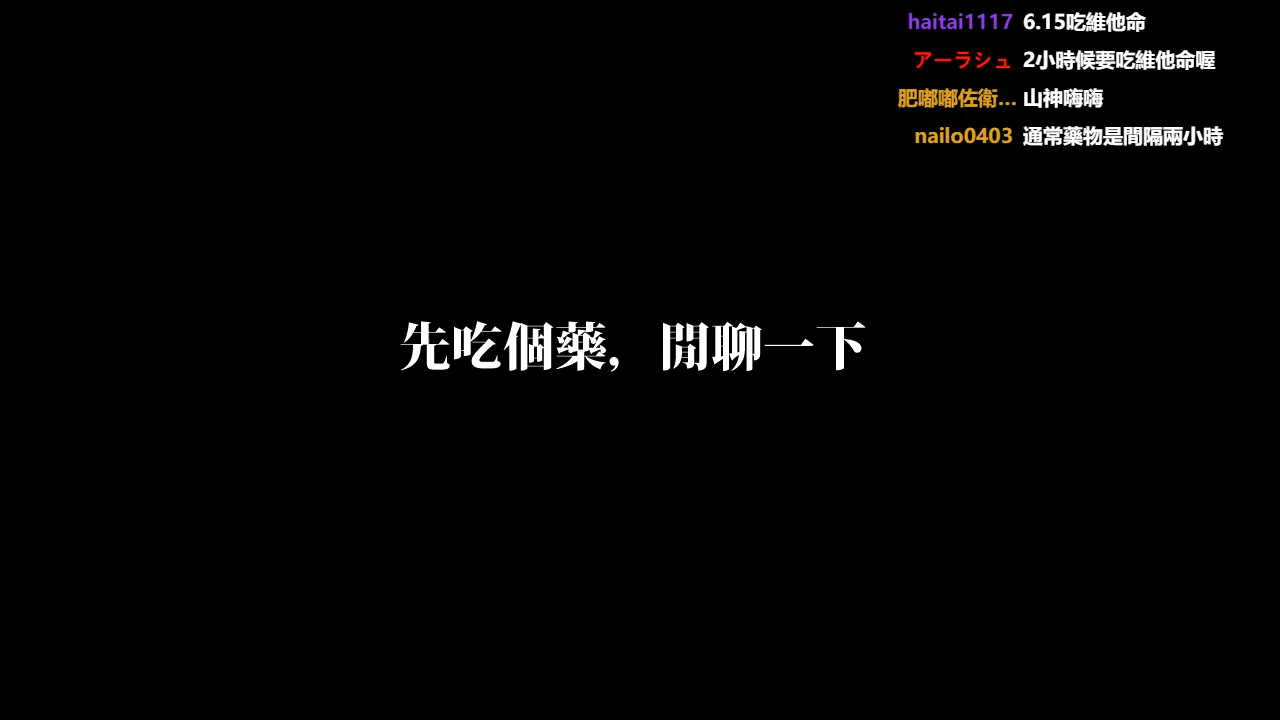 haitai1117 6.15吃維他命
アーラシュ 2小時候要吃維他命喔
肥嘟嘟佐衛... 山神嗨嗨
nailo0403 通常藥物是間隔兩小時
先吃個藥，閒聊一下